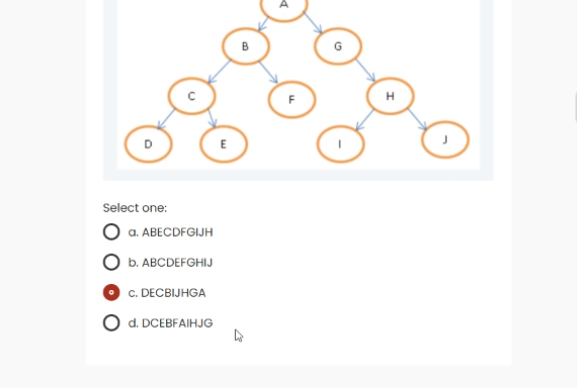 A
B
G
C
F
H
D
E
I
J
Select one:
a. ABECDFGIJH
b. ABCDEFGHIJ
c. DECBIJHGA
d. DCEBFAIHJG